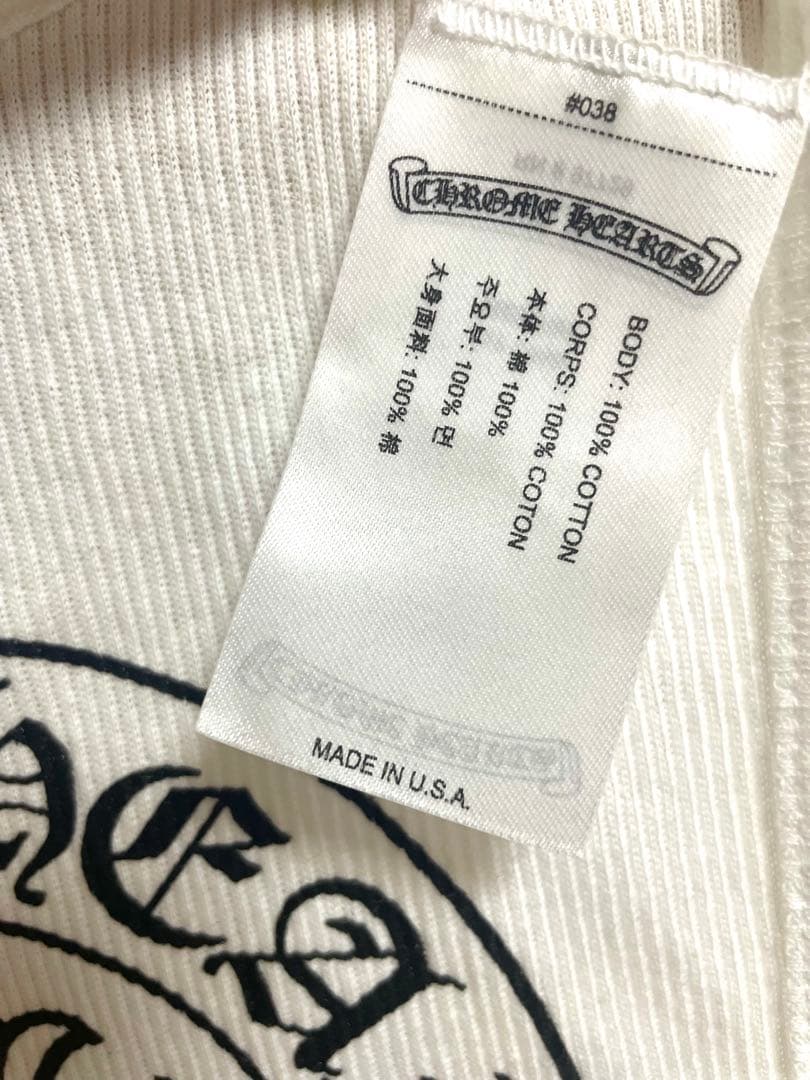 #038
CHROME HEARTS
BODY: 100% COTTON
CORPS: 100% COTON
本体: 綿 100%
주요부: 100% 면
大身面料: 100% 棉
MADE IN U.S.A.